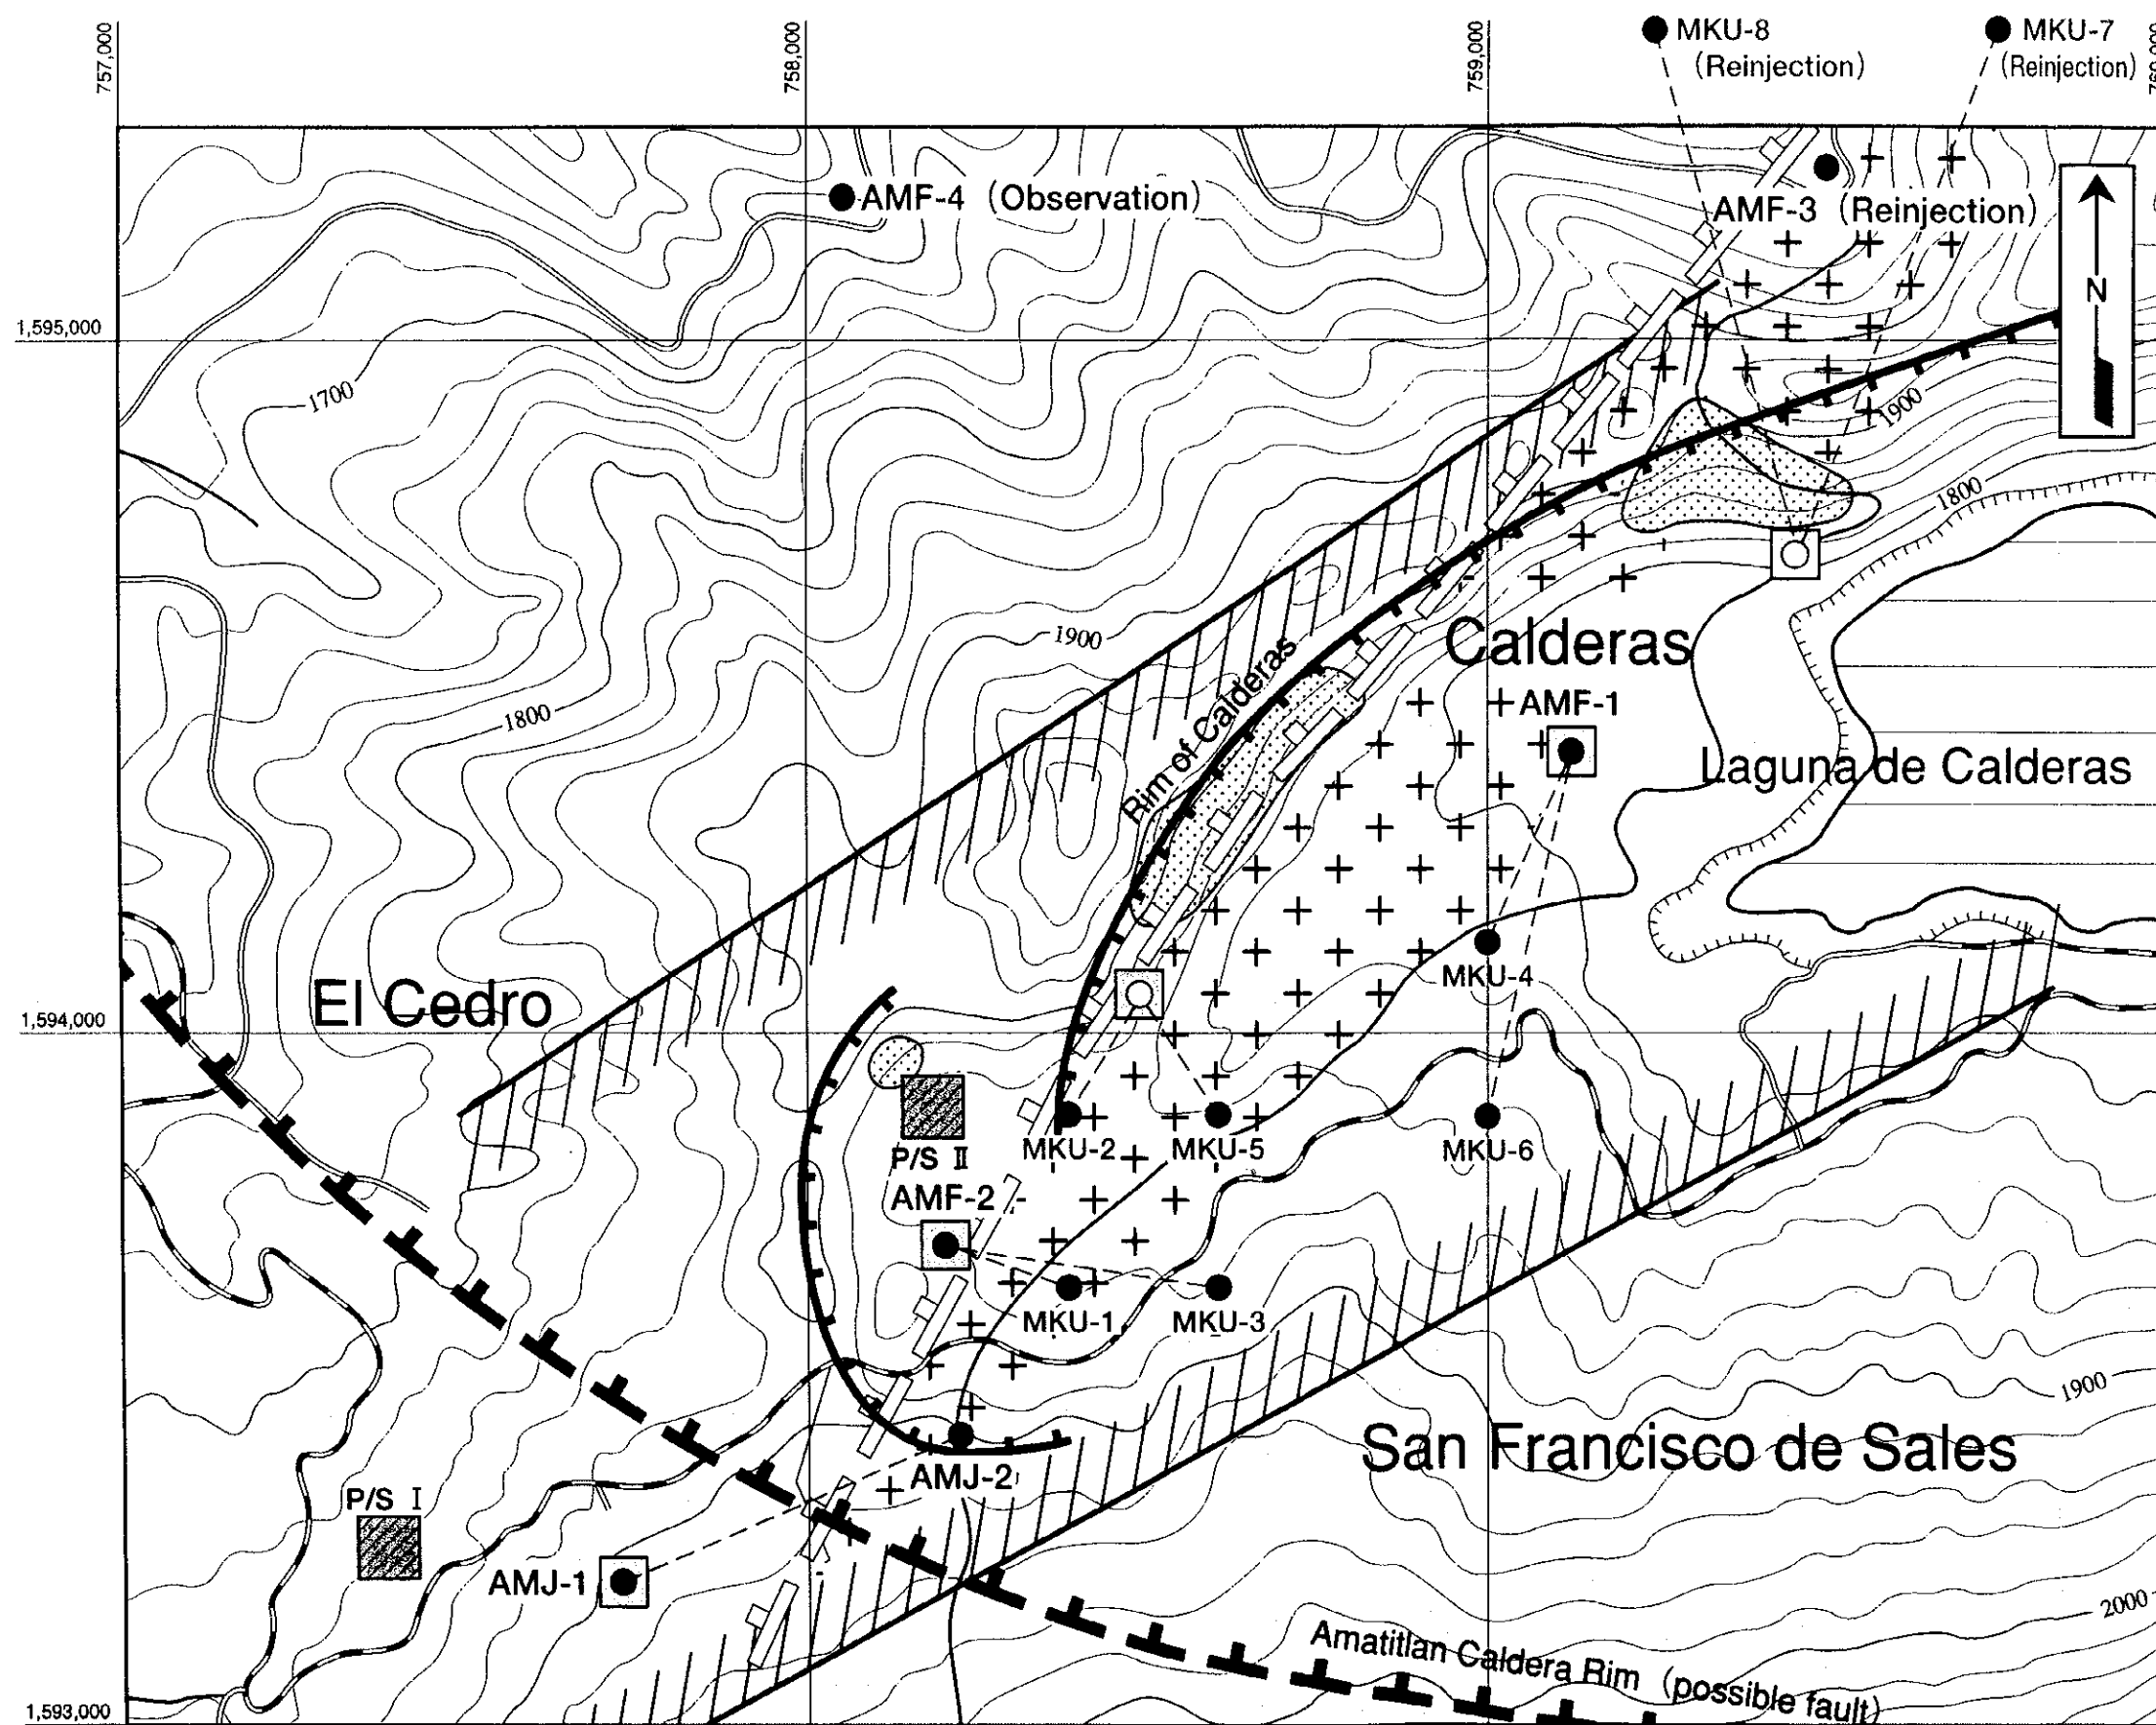 757,000
758,000
759,000
MKU-8
(Reinjection)
MKU-7
(Reinjection)
AMF-4 (Observation)
AMF-3 (Reinjection)
N
1,595,000
1700
1900
1800
1900
Rim of Calderas
Calderas
AMF-1
1800
Laguna de Calderas
El Cedro
MKU-4
1,594,000
P/S II
MKU-2
MKU-5
MKU-6
AMF-2
MKU-1
MKU-3
1900
San Francisco de Sales
AMJ-2
P/S I
AMJ-1
2000
Amatitlan Caldera Rim (possible fault)
1,593,000